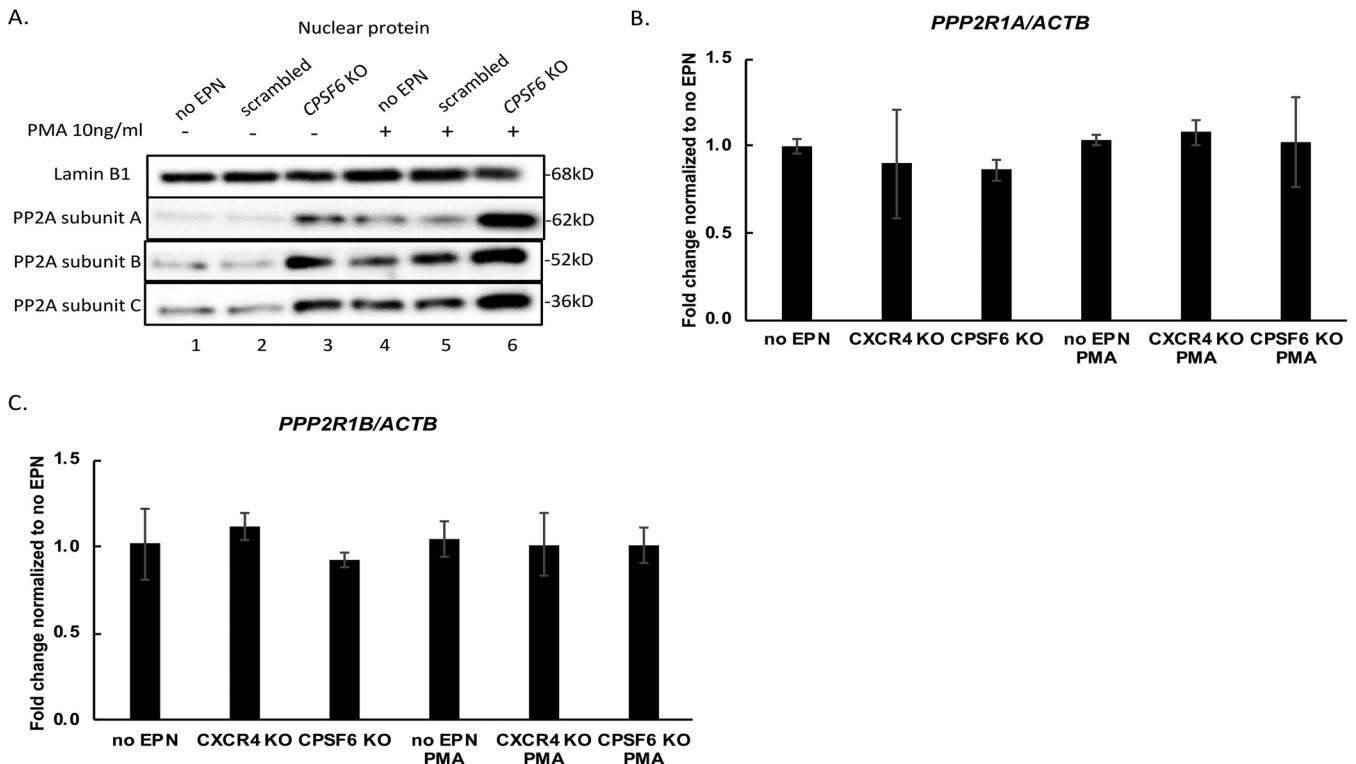 A.
Nuclear protein
no EPN scrambled CPSF6 KO no EPN scrambled CPSF6 KO
PMA 10ng/ml - - - + + +
Lamin B1 -68kD
PP2A subunit A -62kD
PP2A subunit B -52kD
PP2A subunit C -36kD
1 2 3 4 5 6
B.
PPP2R1A/ACTB
Fold change normalized to no EPN
1.5
1.0
0.5
0.0
no EPN CXCR4 KO CPSF6 KO no EPN CXCR4 KO CPSF6 KO
PMA PMA PMA
C.
PPP2R1B/ACTB
Fold change normalized to no EPN
1.5
1.0
0.5
0.0
no EPN CXCR4 KO CPSF6 KO no EPN CXCR4 KO CPSF6 KO
PMA PMA PMA